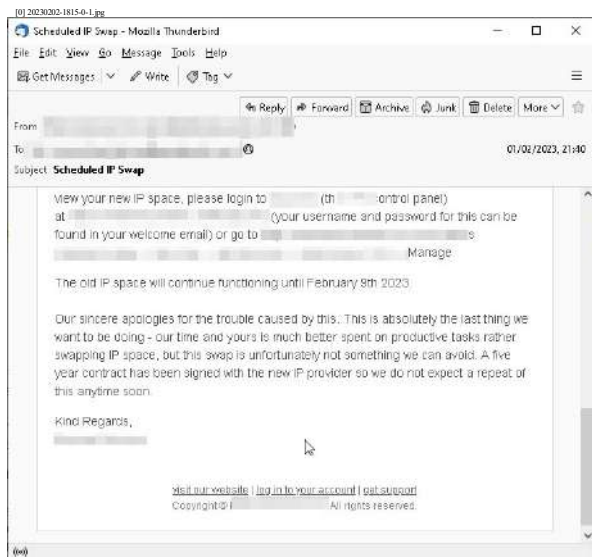 [0] 20230202-1815-0-1.jpg
Scheduled IP Swap - Mozilla Thunderbird
File Edit View Go Message Tools Help
Get Messages Write Tag
Reply Forward Archive Junk Delete More
From
To 01/02/2023, 21:40
Subject Scheduled IP Swap
view your new IP space, please login to (th ontrol panel)
at (your username and password for this can be
found in your welcome email) or go to s
Manage
The old IP space will continue functioning until February 9th 2023.
Our sincere apologies for the trouble caused by this. This is absolutely the last thing we
want to be doing - our time and yours is much better spent on productive tasks rather
swapping IP space, but this swap is unfortunately not something we can avoid. A five
year contract has been signed with the new IP provider so we do not expect a repeat of
this anytime soon.
Kind Regards,
visit our website | log in to your account | get support
Copyright © All rights reserved.